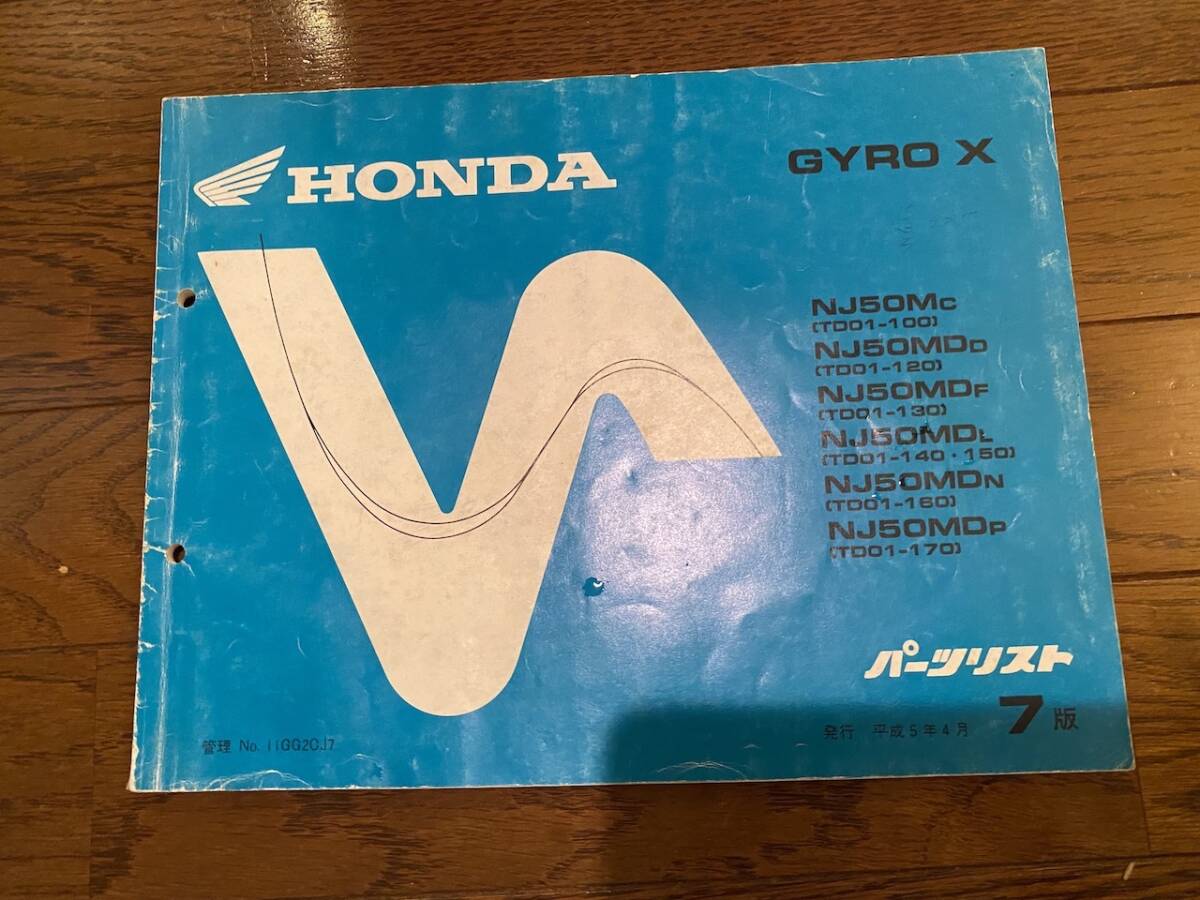 HONDA
GYRO X
NJ50MC
(TD01-100)
NJ50MDD
(TD01-120)
NJ50MDF
(TD01-130)
NJ50MDL
(TD01-140・150)
NJ50MDN
(TD01-160)
NJ50MDP
(TD01-170)
パーツリスト
発行 平成5年4月 7版
管理 No. 11GG2CJ7